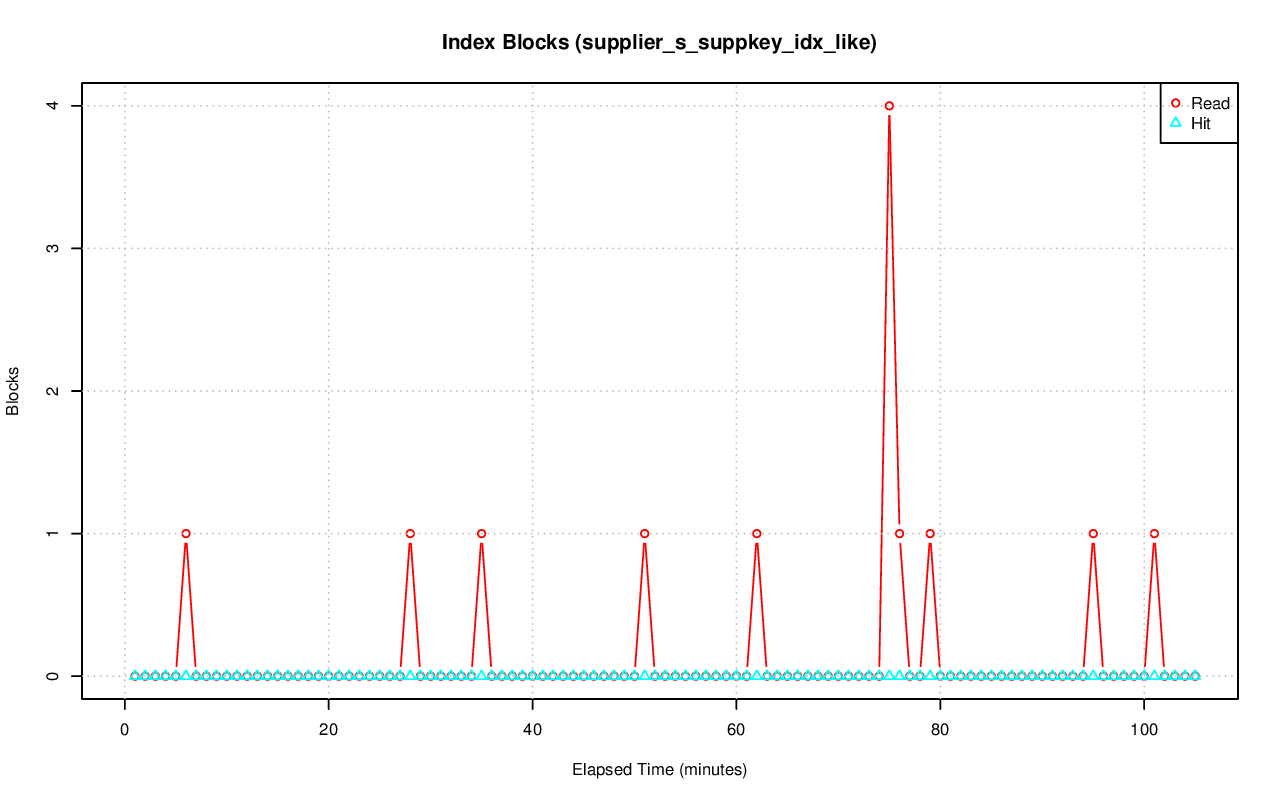 Index Blocks (supplier_s_suppkey_idx_like)
Read
Hit
4
3
2
1
0
Blocks
0 20 40 60 80 100
Elapsed Time (minutes)